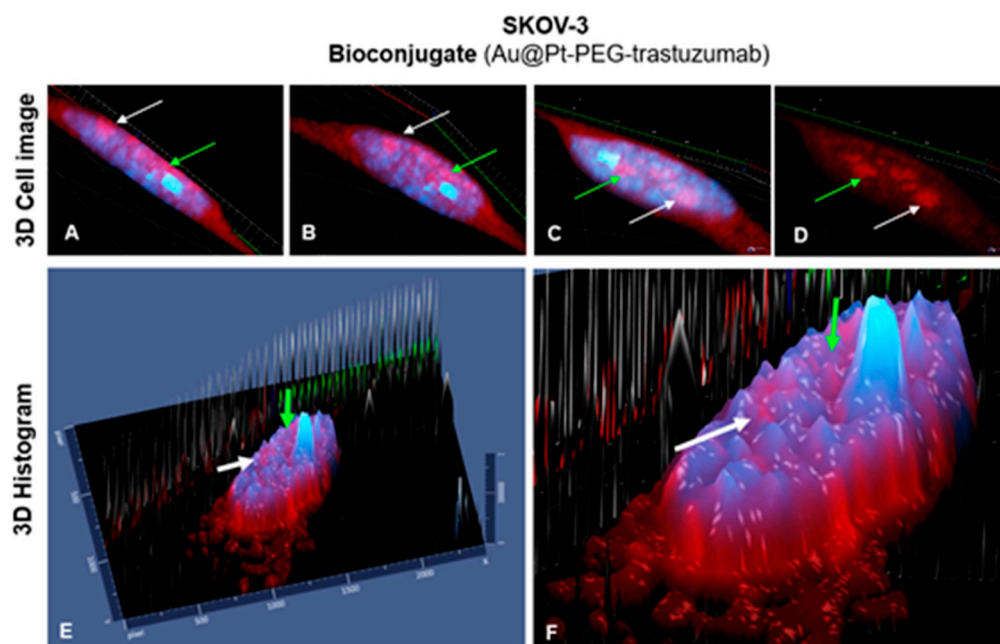 SKOV-3
Bioconjugate (Au@Pt-PEG-trastuzumab)
3D Cell image
A
B
C
D
3D Histogram
E
F
500
1000
1500
2000
X
pixel